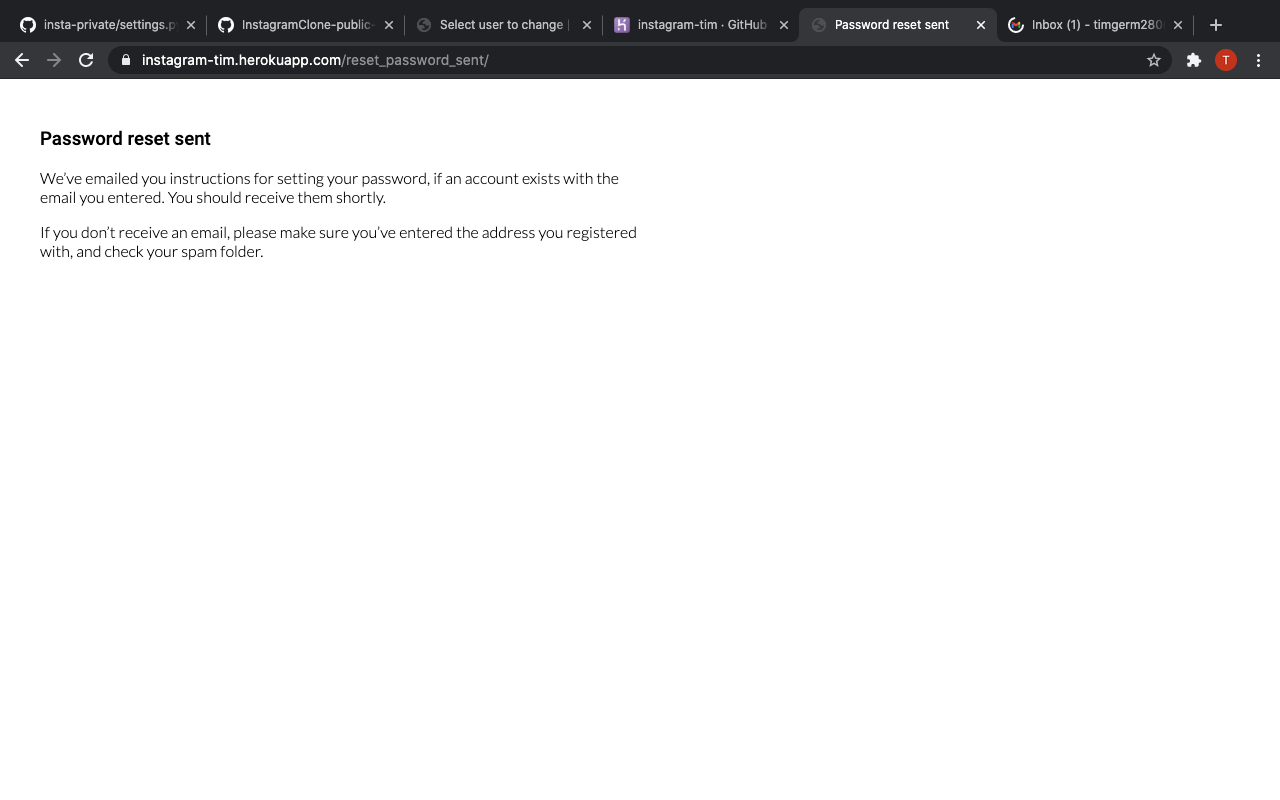 insta-private/settings.p
InstagramClone-public-
Select user to change |
instagram-tim · GitHub
Password reset sent
Inbox (1) - timgerm280
instagram-tim.herokuapp.com/reset_password_sent/
T
Password reset sent
We’ve emailed you instructions for setting your password, if an account exists with the
email you entered. You should receive them shortly.
If you don’t receive an email, please make sure you’ve entered the address you registered
with, and check your spam folder.